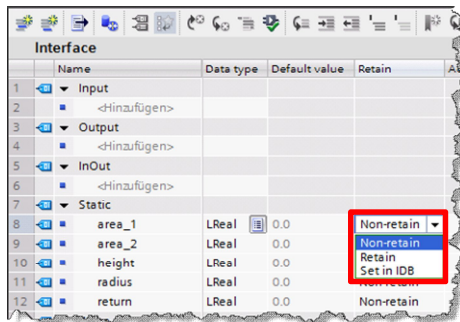 Interface
Name Data type Default value Retain
1 Input
2 <Hinzufügen>
3 Output
4 <Hinzufügen>
5 InOut
6 <Hinzufügen>
7 Static
8 area_1 LReal 0.0 Non-retain
9 area_2 LReal 0.0 Non-retain
10 height LReal 0.0 Retain
Set in IDB
11 radius LReal 0.0 Non-retain
12 return LReal 0.0 Non-retain